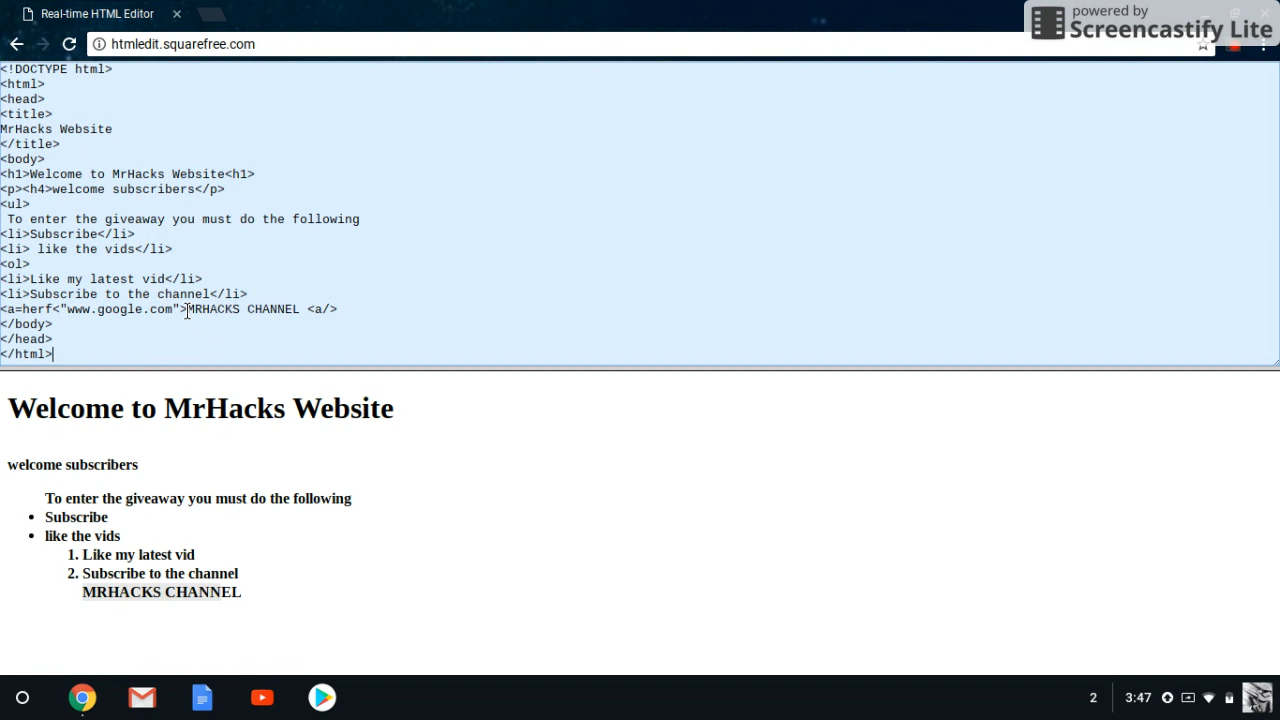 Real-time HTML Editor
powered by
Screencastify Lite
htmledit.squarefree.com
<!DOCTYPE html>
<html>
<head>
<title>
MrHacks Website
</title>
<body>
<h1>Welcome to MrHacks Website<h1>
<p><h4>welcome subscribers</p>
<ul>
To enter the giveaway you must do the following
<li>Subscribe</li>
<li> like the vids</li>
<ol>
<li>Like my latest vid</li>
<li>Subscribe to the channel</li>
<a=herf<"www.google.com">MRHACKS CHANNEL <a/>
</body>
</head>
</html>
Welcome to MrHacks Website
welcome subscribers
To enter the giveaway you must do the following
• Subscribe
• like the vids
1. Like my latest vid
2. Subscribe to the channel
MRHACKS CHANNEL
2 3:47